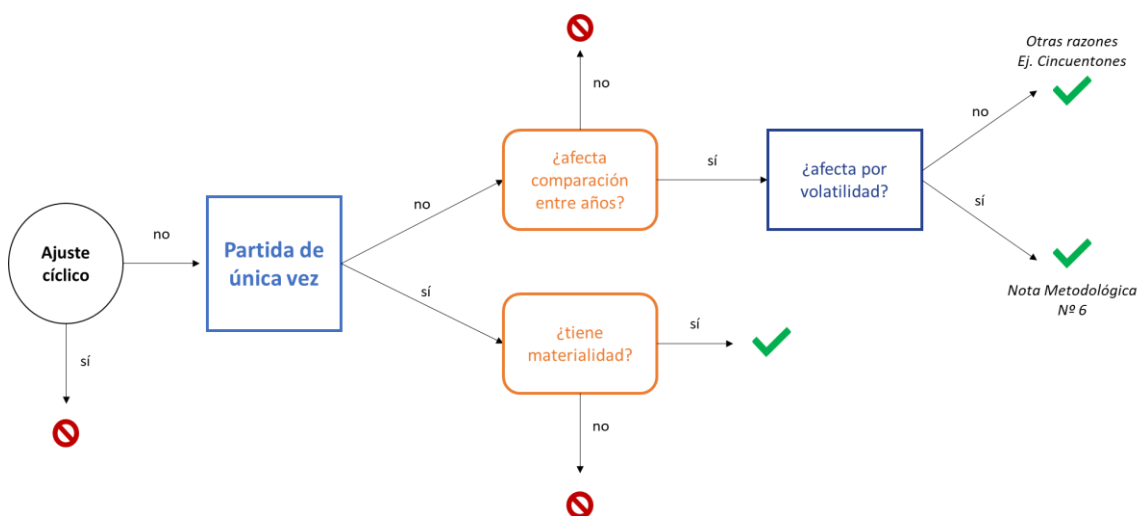 Ajuste
cíclico
no
sí
Partida de
única vez
no
sí
¿afecta
comparación
entre años?
no
sí
¿tiene
materialidad?
sí
no
¿afecta por
volatilidad?
no
sí
Otras razones
Ej. Cincuentones
Nota Metodológica
Nº 6